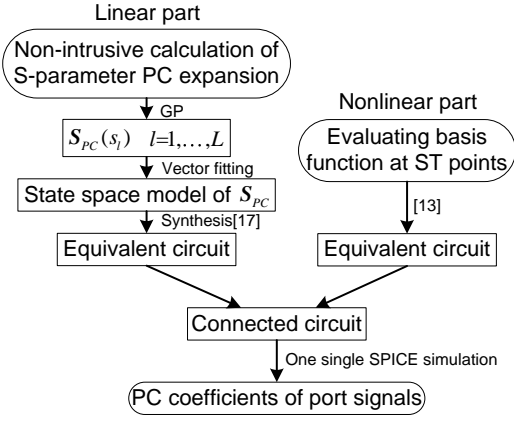 Linear part
Non-intrusive calculation of
S-parameter PC expansion
GP
S_PC(s_l) l=1,…,L
Vector fitting
State space model of S_PC
Synthesis[17]
Equivalent circuit
Nonlinear part
Evaluating basis
function at ST points
[13]
Equivalent circuit
Connected circuit
One single SPICE simulation
PC coefficients of port signals